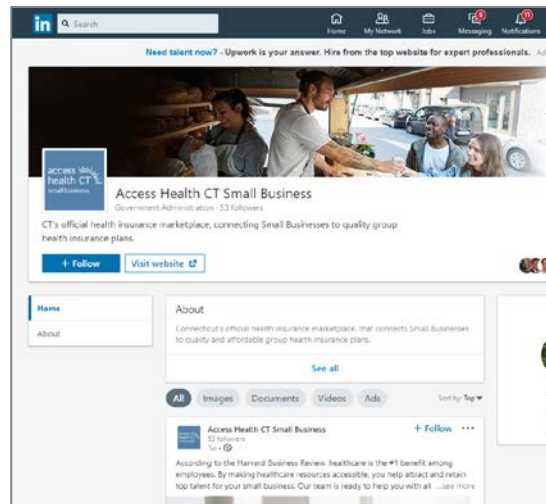 in Search
Home My Network Jobs Messaging Notifications
Need talent now? - Upwork is your answer. Hire from the top website for expert professionals. Ad
access
health CT
small business
Access Health CT Small Business
Government Administration · 53 followers
CT's official health insurance marketplace, connecting Small Businesses to quality group
health insurance plans.
+ Follow Visit website
Home
About
About
Connecticut's official health insurance marketplace, that connects Small Businesses
to quality and affordable group health insurance plans.
See all
All Images Documents Videos Ads Sort by: Top
Access Health CT Small Business + Follow ...
53 followers
According to the Harvard Business Review, healthcare is the #1 benefit among
employees. By making healthcare resources accessible, you help attract and retain
top talent for your small business. Our team is ready to help you with all ...see more